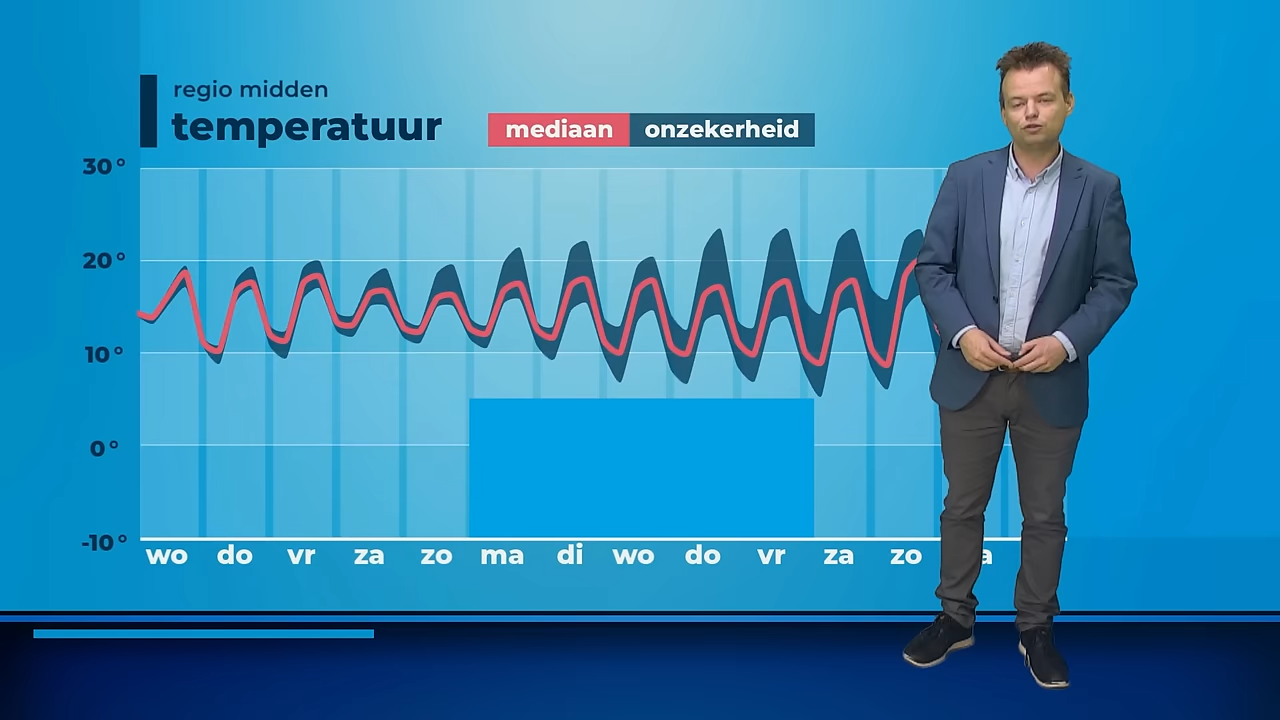 regio midden
temperatuur
mediaan onzekerheid
30°
20°
10°
0°
-10°
wo do vr za zo ma di wo do vr za zo